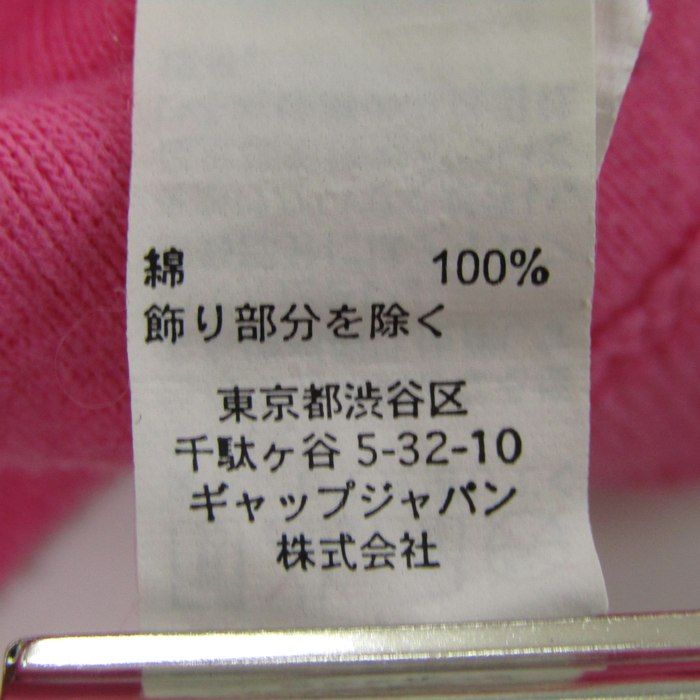 綿 100%
飾り部分を除く
東京都渋谷区
千駄ヶ谷 5-32-10
ギャップジャパン
株式会社